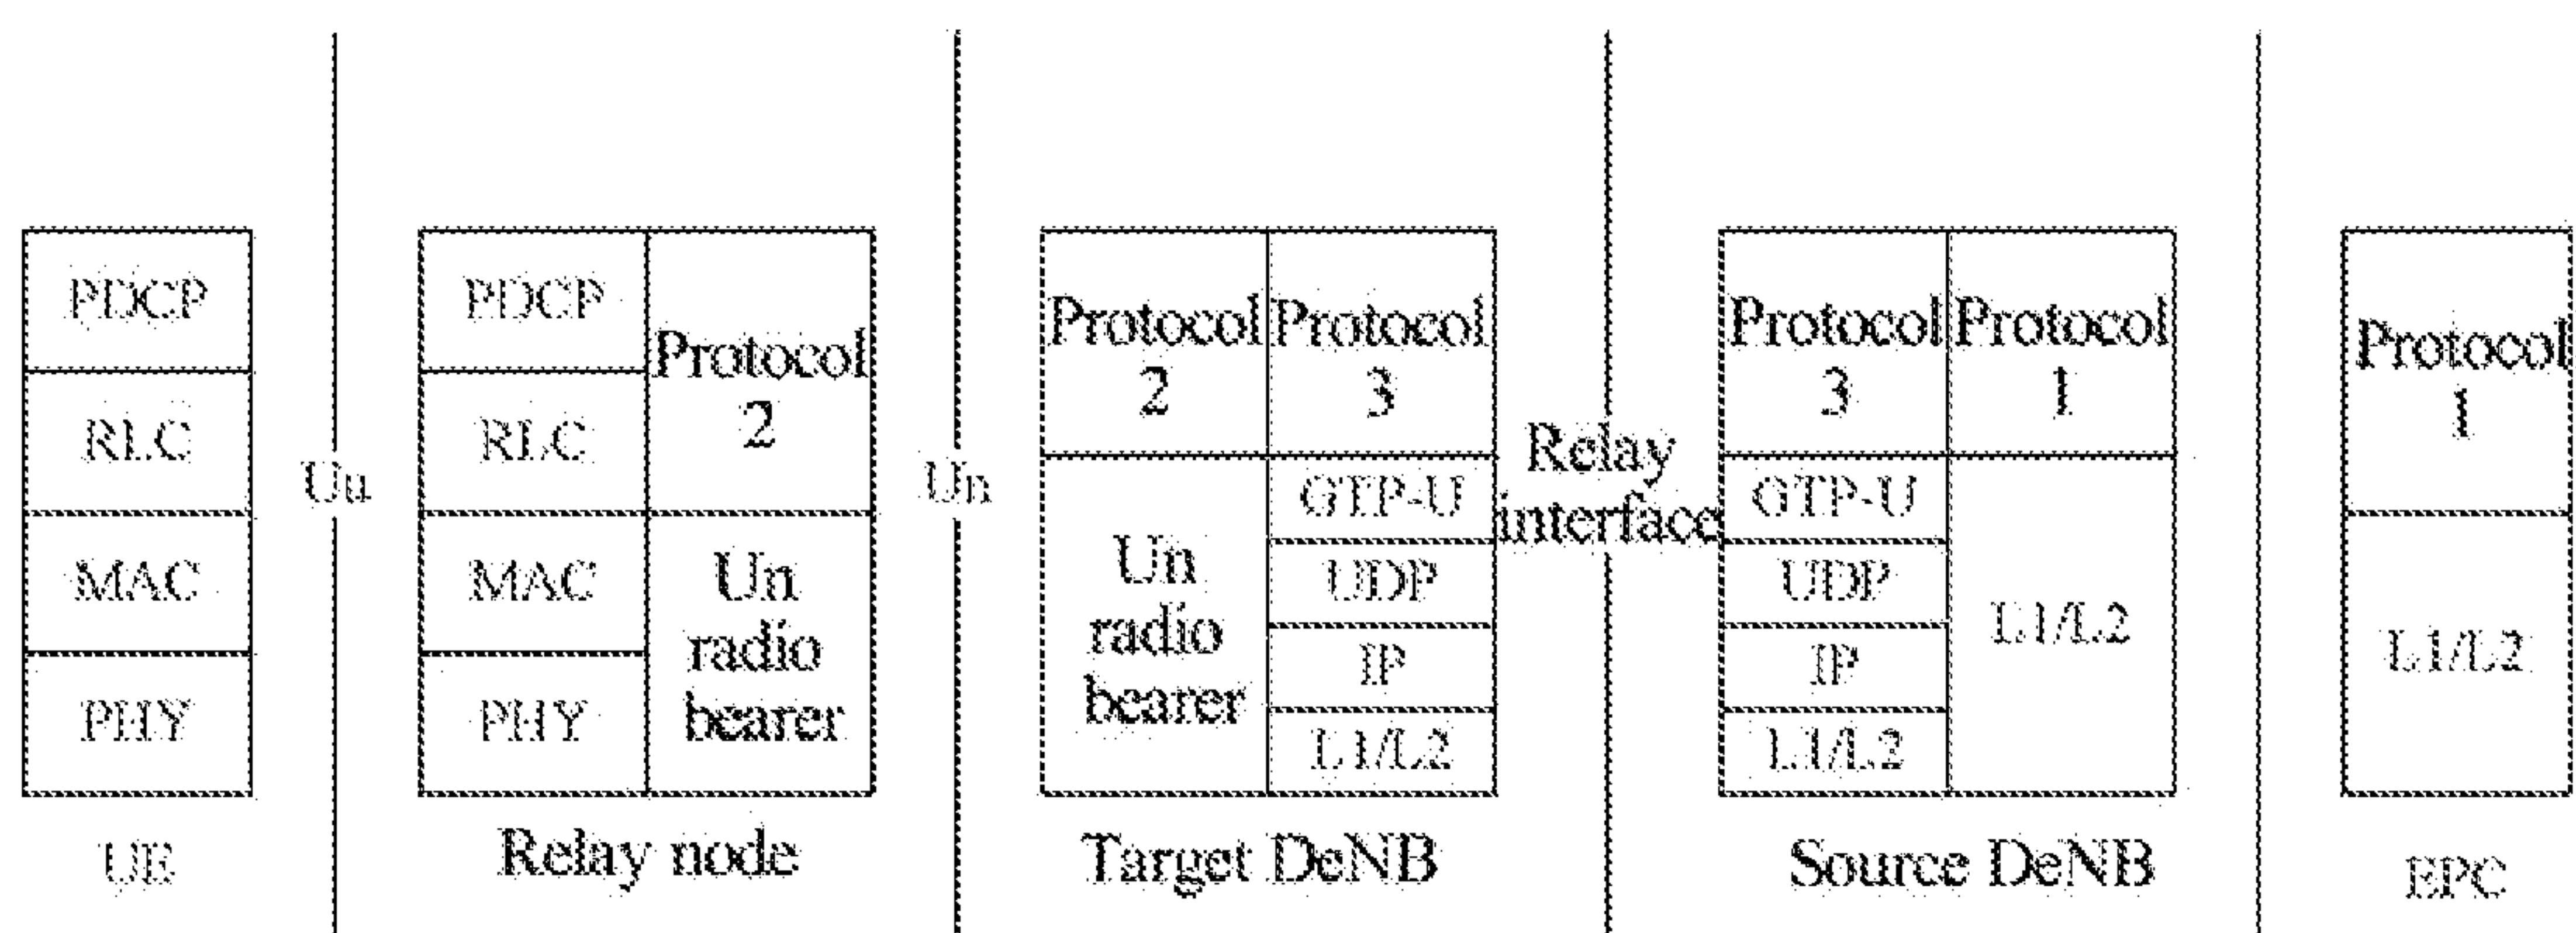 PDCP
RLC
MAC
PHY
UE
Uu
PDCP
RLC
MAC
PHY
Protocol
2
Un
radio
bearer
Relay node
Un
Protocol
2
Un
radio
bearer
Protocol
3
GTP-U
UDP
IP
L1/L2
Target DeNB
Relay
interface
Protocol
3
GTP-U
UDP
IP
L1/L2
Protocol
1
L1/L2
Source DeNB
Protocol
1
L1/L2
EPC